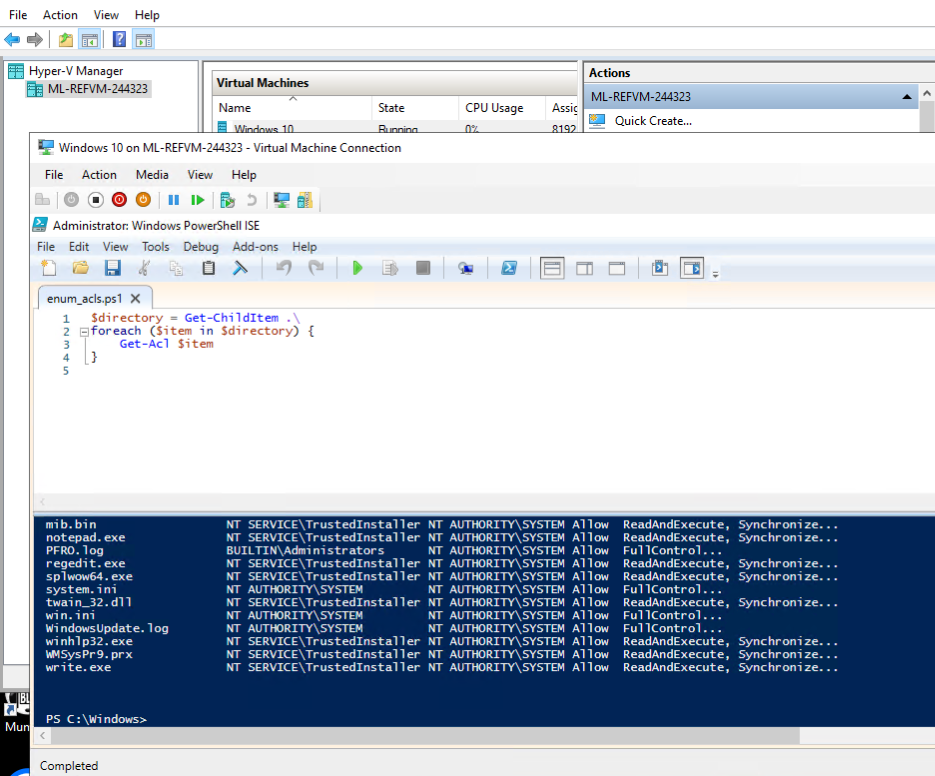 File Action View Help
Hyper-V Manager
ML-REFVM-244323
Virtual Machines
Name State CPU Usage Assig
Windows 10 Running 0% 8192
Actions
ML-REFVM-244323
Quick Create...
Windows 10 on ML-REFVM-244323 - Virtual Machine Connection
File Action Media View Help
Administrator: Windows PowerShell ISE
File Edit View Tools Debug Add-ons Help
enum_acls.ps1
1 $directory = Get-ChildItem .\
2 foreach ($item in $directory) {
3 Get-Acl $item
4 }
5
mib.bin NT SERVICE\TrustedInstaller NT AUTHORITY\SYSTEM Allow ReadAndExecute, Synchronize...
notepad.exe NT SERVICE\TrustedInstaller NT AUTHORITY\SYSTEM Allow ReadAndExecute, Synchronize...
PFRO.log BUILTIN\Administrators NT AUTHORITY\SYSTEM Allow FullControl...
regedit.exe NT SERVICE\TrustedInstaller NT AUTHORITY\SYSTEM Allow ReadAndExecute, Synchronize...
splwow64.exe NT SERVICE\TrustedInstaller NT AUTHORITY\SYSTEM Allow ReadAndExecute, Synchronize...
system.ini NT AUTHORITY\SYSTEM NT AUTHORITY\SYSTEM Allow FullControl...
twain_32.dll NT SERVICE\TrustedInstaller NT AUTHORITY\SYSTEM Allow ReadAndExecute, Synchronize...
win.ini NT AUTHORITY\SYSTEM NT AUTHORITY\SYSTEM Allow FullControl...
WindowsUpdate.log NT AUTHORITY\SYSTEM NT AUTHORITY\SYSTEM Allow FullControl...
winhlp32.exe NT SERVICE\TrustedInstaller NT AUTHORITY\SYSTEM Allow ReadAndExecute, Synchronize...
WMSysPr9.prx NT SERVICE\TrustedInstaller NT AUTHORITY\SYSTEM Allow ReadAndExecute, Synchronize...
write.exe NT SERVICE\TrustedInstaller NT AUTHORITY\SYSTEM Allow ReadAndExecute, Synchronize...
PS C:\Windows>
Mun
Completed